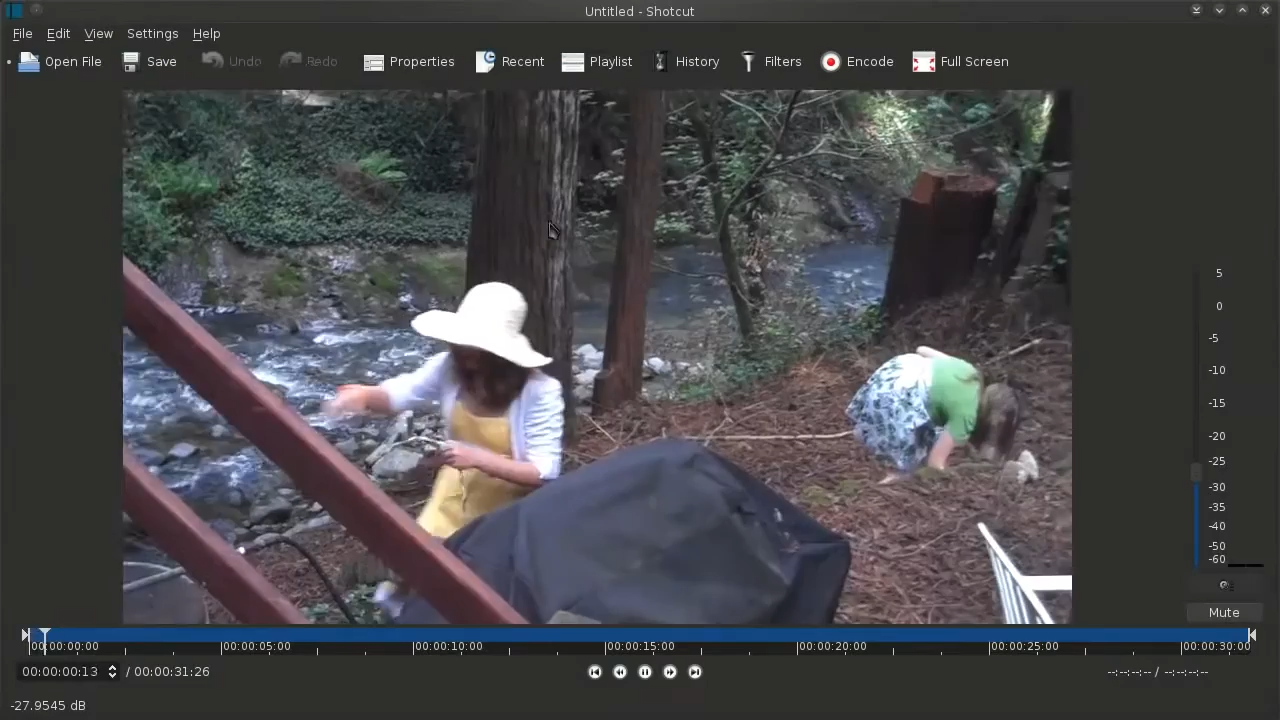 Untitled - Shotcut
File Edit View Settings Help
Open File Save Undo Redo Properties Recent Playlist History Filters Encode Full Screen
5
0
-5
-10
-15
-20
-25
-30
-35
-40
-50
-60
Mute
00:00:00:00 00:00:05:00 00:00:10:00 00:00:15:00 00:00:20:00 00:00:25:00 00:00:30:00
00:00:00:13 / 00:00:31:26 --:--:--:-- / --:--:--:--
-27.9545 dB